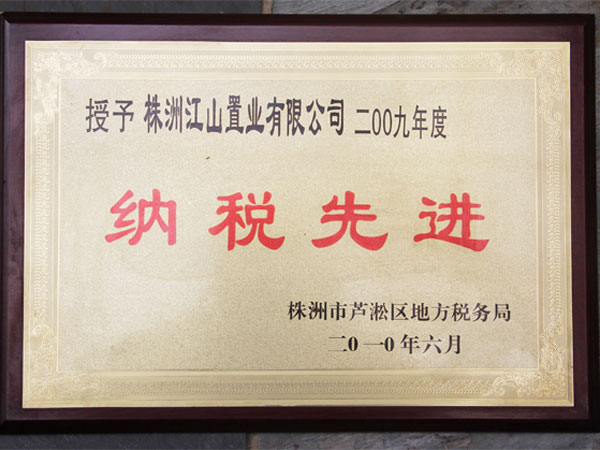 授予 株洲江山置业有限公司 二00九年度
纳税先进
株洲市芦淞区地方税务局
二0一0年六月